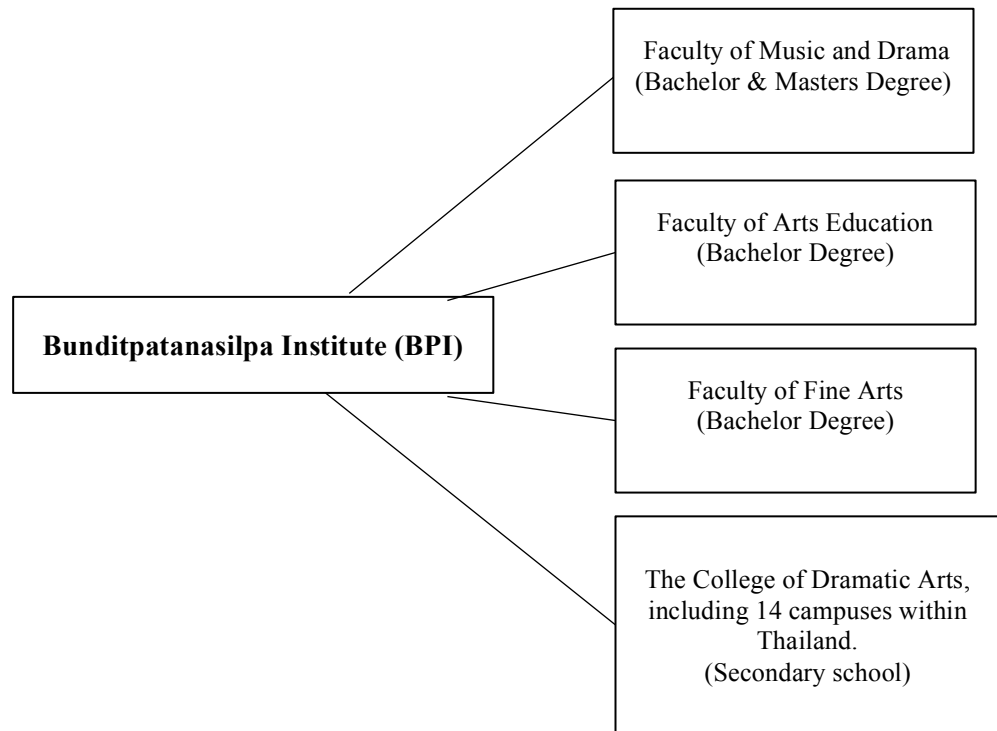 Faculty of Music and Drama
(Bachelor & Masters Degree)
Faculty of Arts Education
(Bachelor Degree)
Bunditpatanasilpa Institute (BPI)
Faculty of Fine Arts
(Bachelor Degree)
The College of Dramatic Arts,
including 14 campuses within
Thailand.
(Secondary school)